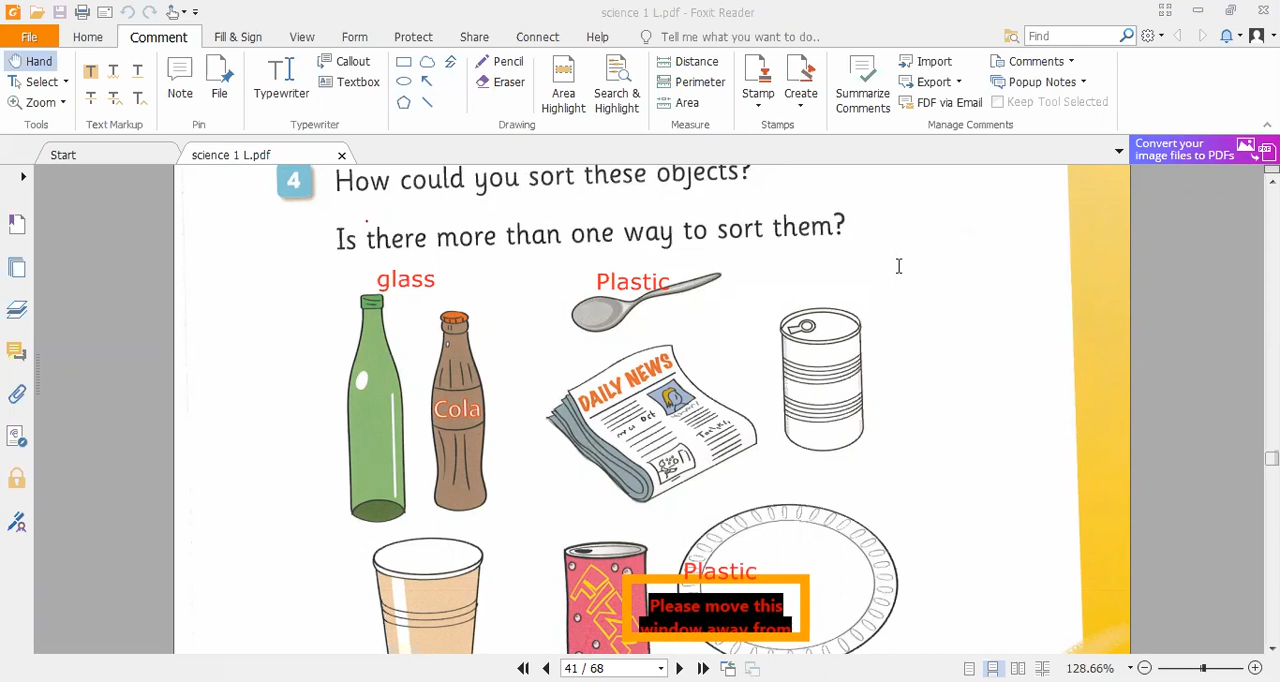 science 1 L.pdf - Foxit Reader
File Home Comment Fill & Sign View Form Protect Share Connect Help Tell me what you want to do.. Find
Hand
Select
Zoom
Tools
Text Markup
Note
File
Pin
Typewriter
Callout
Textbox
Typewriter
Pencil
Eraser
Drawing
Area
Highlight
Search &
Highlight
Distance
Perimeter
Area
Measure
Stamp
Create
Stamps
Summarize
Comments
Import
Export
FDF via Email
Comments
Popup Notes
Keep Tool Selected
Manage Comments
Start
science 1 L.pdf
Convert your
image files to PDFs
4 How could you sort these objects?
Is there more than one way to sort them?
glass
Plastic
Cola
DAILY NEWS
Plastic
Please move this
window away from
41 / 68
128.66%